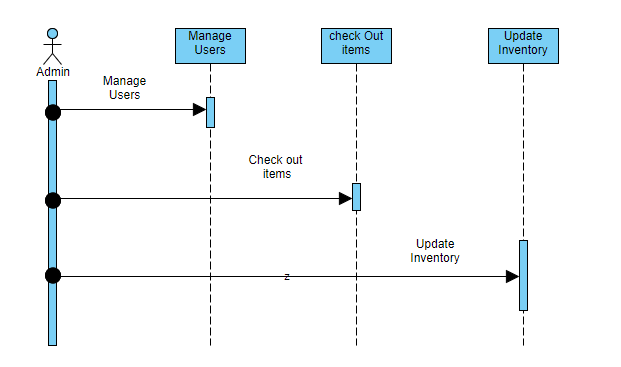 Manage
Users
check Out
items
Update
Inventory
Admin
Manage
Users
Check out
items
Update
Inventory
z